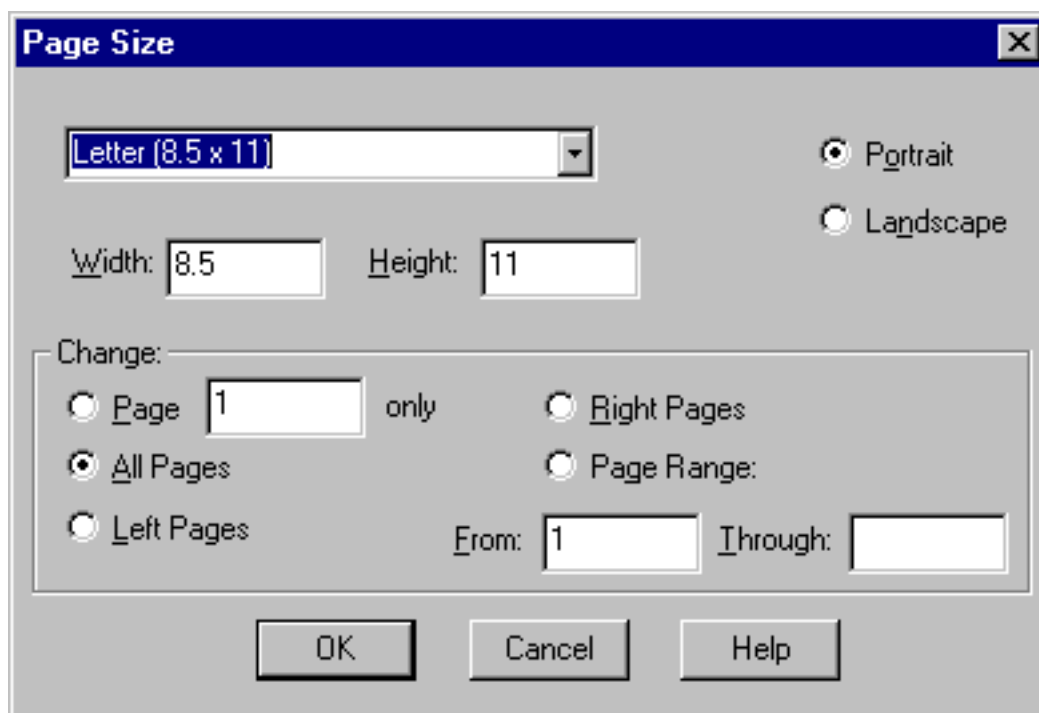 Page Size
Letter (8.5 x 11)
Portrait
Landscape
Width: 8.5 Height: 11
Change:
Page 1 only
Right Pages
All Pages
Page Range:
Left Pages
From: 1 Through:
OK Cancel Help